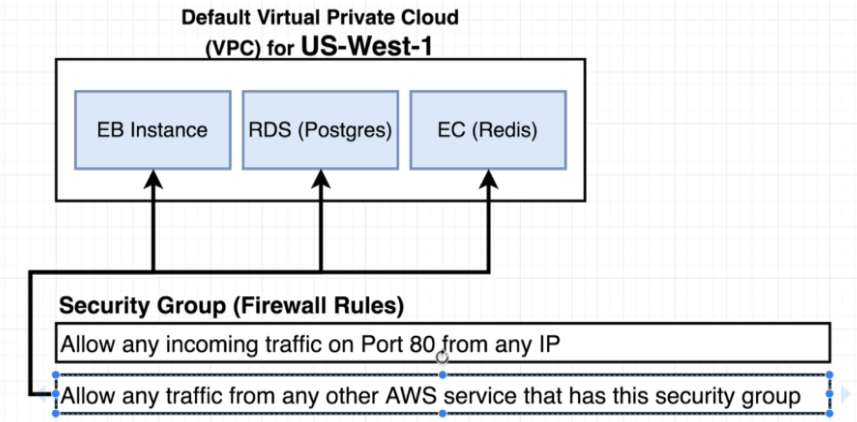 Default Virtual Private Cloud
(VPC) for US-West-1
EB Instance
RDS (Postgres)
EC (Redis)
Security Group (Firewall Rules)
Allow any incoming traffic on Port 80 from any IP
Allow any traffic from any other AWS service that has this security group